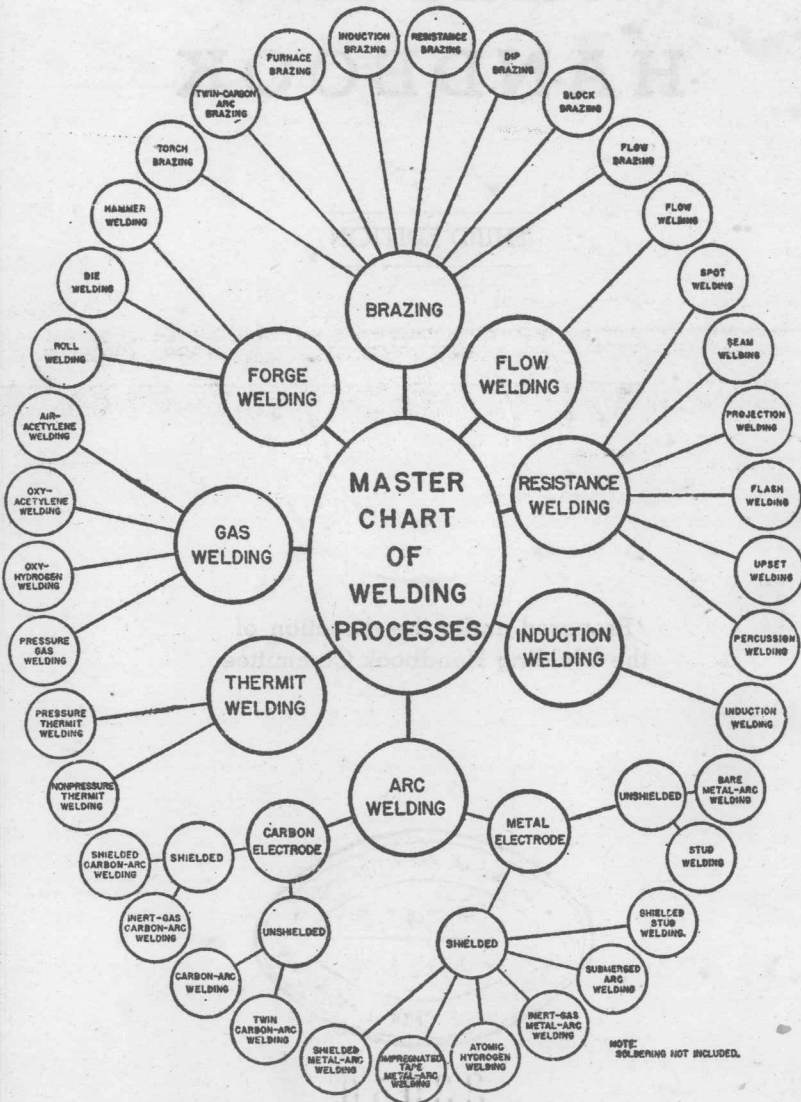 INDUCTION
BRAZING
RESISTANCE
BRAZING
FURNACE
BRAZING
DIP
BRAZING
TWIN-CARBON
ARC
BRAZING
BLOCK
BRAZING
TORCH
BRAZING
FLOW
BRAZING
HAMMER
WELDING
FLOW
WELDING
DIE
WELDING
SPOT
WELDING
ROLL
WELDING
SEAM
WELDING
BRAZING
FORGE
WELDING
FLOW
WELDING
AIR-
ACETYLENE
WELDING
PROJECTION
WELDING
OXY-
ACETYLENE
WELDING
RESISTANCE
WELDING
FLASH
WELDING
MASTER
CHART
OF
WELDING
PROCESSES
GAS
WELDING
OXY-
HYDROGEN
WELDING
UPSET
WELDING
PRESSURE
GAS
WELDING
INDUCTION
WELDING
PERCUSSION
WELDING
THERMIT
WELDING
PRESSURE
THERMIT
WELDING
INDUCTION
WELDING
NONPRESSURE
THERMIT
WELDING
ARC
WELDING
UNSHIELDED
BARE
METAL-ARC
WELDING
CARBON
ELECTRODE
METAL
ELECTRODE
STUD
WELDING
SHIELDED
CARBON-ARC
WELDING
SHIELDED
INERT-GAS
CARBON-ARC
WELDING
UNSHIELDED
SHIELDED
SHIELDED
STUD
WELDING.
CARBON-ARC
WELDING
SUBMERGED
ARC
WELDING
TWIN
CARBON-ARC
WELDING
INERT-GAS
METAL-ARC
WELDING
SHIELDED
METAL-ARC
WELDING
IMPREGNATED
TAPE
METAL-ARC
WELDING
ATOMIC
HYDROGEN
WELDING
NOTE:
SOLDERING NOT INCLUDED.